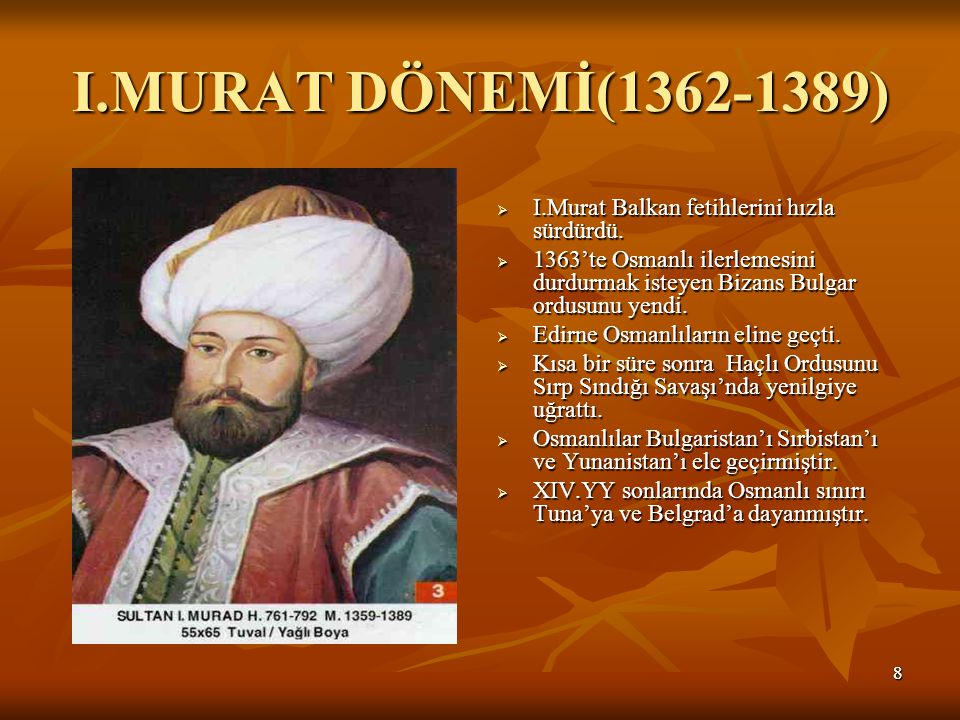 I.MURAT DÖNEMİ(1362-1389)
➢ I.Murat Balkan fetihlerini hızla
sürdürdü.
➢ 1363’te Osmanlı ilerlemesini
durdurmak isteyen Bizans Bulgar
ordusunu yendi.
➢ Edirne Osmanlıların eline geçti.
➢ Kısa bir süre sonra Haçlı Ordusunu
Sırp Sındığı Savaşı’nda yenilgiye
uğrattı.
➢ Osmanlılar Bulgaristan’ı Sırbistan’ı
ve Yunanistan’ı ele geçirmiştir.
➢ XIV.YY sonlarında Osmanlı sınırı
Tuna’ya ve Belgrad’a dayanmıştır.
3
SULTAN I. MURAD H. 761-792 M. 1359-1389
55x65 Tuval / Yağlı Boya
8